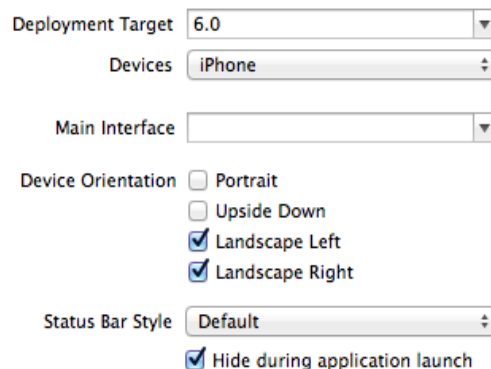 Deployment Target 6.0
Devices iPhone
Main Interface
Device Orientation Portrait
Upside Down
Landscape Left
Landscape Right
Status Bar Style Default
Hide during application launch